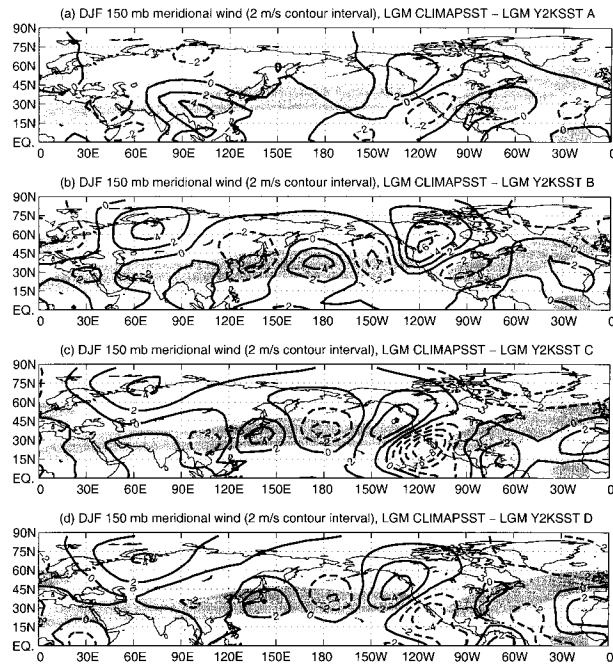 (a) DJF 150 mb meridional wind (2 m/s contour interval), LGM CLIMAPSST – LGM Y2KSST A
90N
75N
60N
45N
30N
15N
EQ.
0 30E 60E 90E 120E 150E 180 150W 120W 90W 60W 30W 0
(b) DJF 150 mb meridional wind (2 m/s contour interval), LGM CLIMAPSST – LGM Y2KSST B
90N
75N
60N
45N
30N
15N
EQ.
0 30E 60E 90E 120E 150E 180 150W 120W 90W 60W 30W 0
(c) DJF 150 mb meridional wind (2 m/s contour interval), LGM CLIMAPSST – LGM Y2KSST C
90N
75N
60N
45N
30N
15N
EQ.
0 30E 60E 90E 120E 150E 180 150W 120W 90W 60W 30W 0
(d) DJF 150 mb meridional wind (2 m/s contour interval), LGM CLIMAPSST – LGM Y2KSST D
90N
75N
60N
45N
30N
15N
EQ.
0 30E 60E 90E 120E 150E 180 150W 120W 90W 60W 30W 0